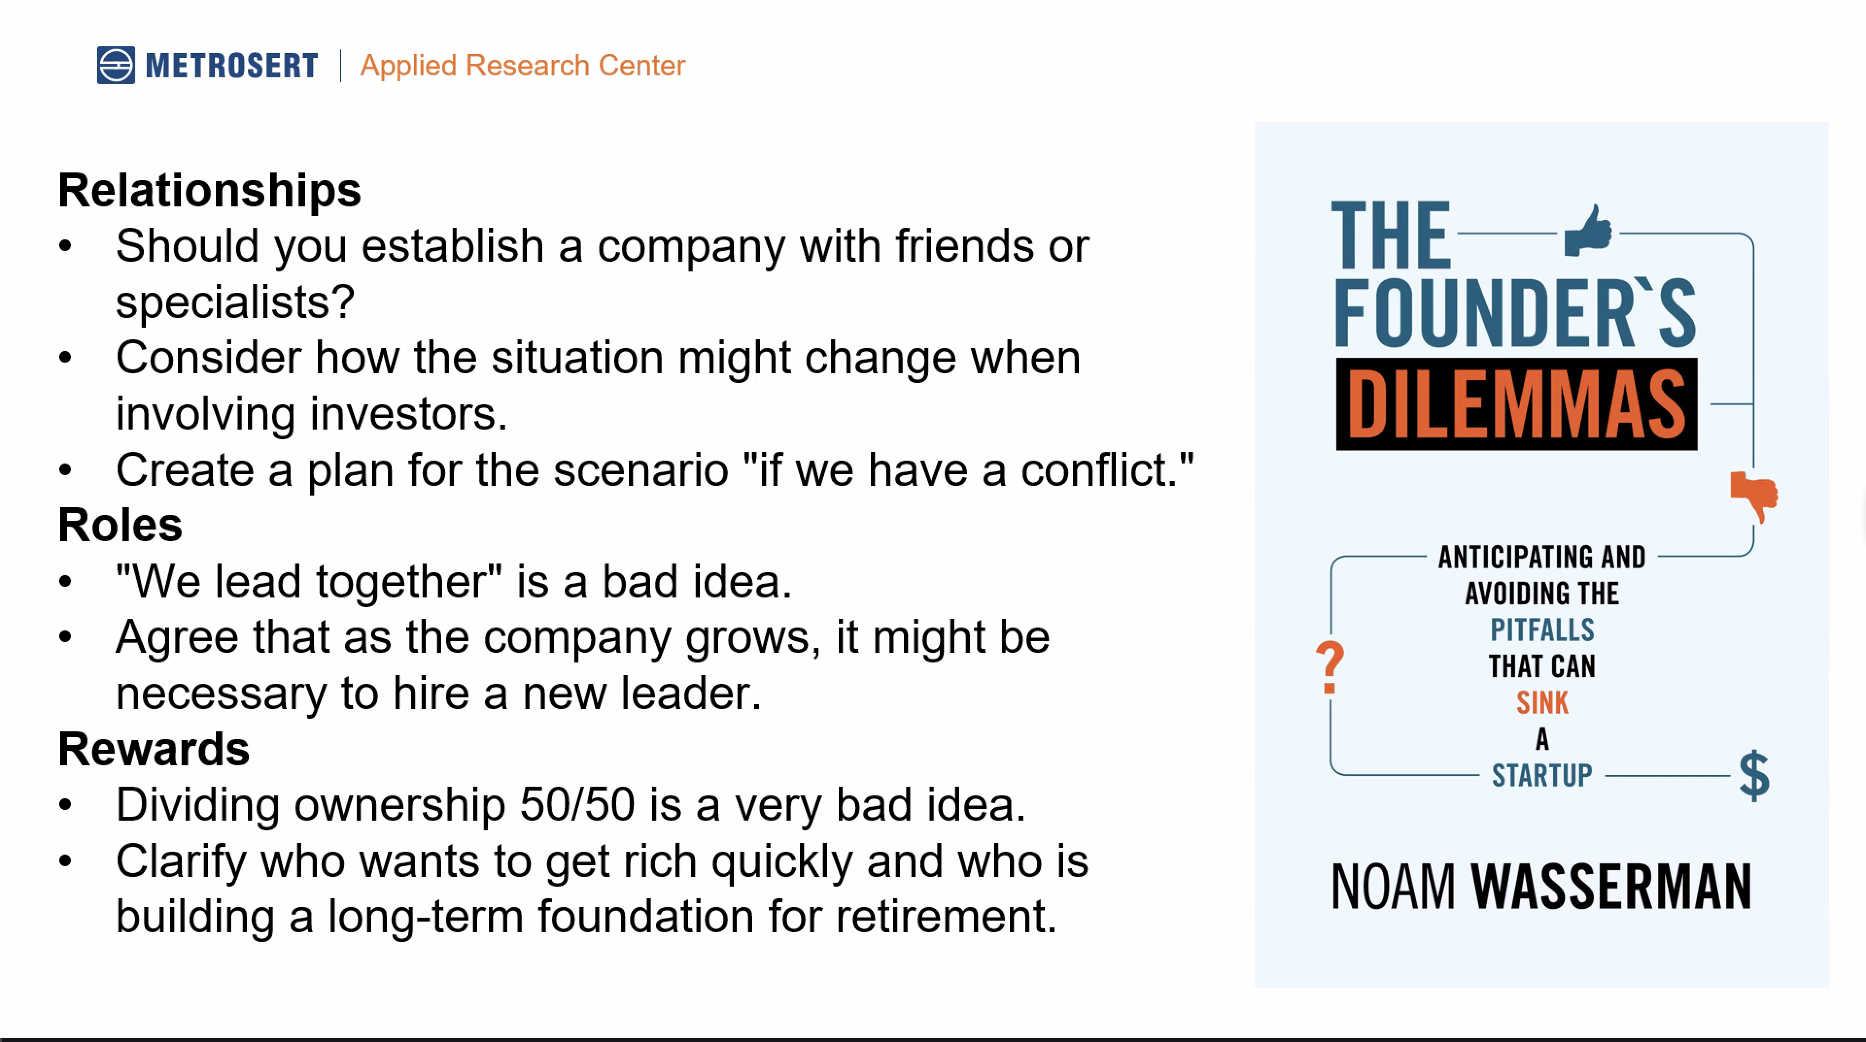 METROSERT | Applied Research Center
Relationships
• Should you establish a company with friends or
specialists?
• Consider how the situation might change when
involving investors.
• Create a plan for the scenario "if we have a conflict."
Roles
• "We lead together" is a bad idea.
• Agree that as the company grows, it might be
necessary to hire a new leader.
Rewards
• Dividing ownership 50/50 is a very bad idea.
• Clarify who wants to get rich quickly and who is
building a long-term foundation for retirement.
THE
FOUNDER`S
DILEMMAS
ANTICIPATING AND
AVOIDING THE
PITFALLS
THAT CAN
SINK
A
STARTUP
?
$
NOAM WASSERMAN